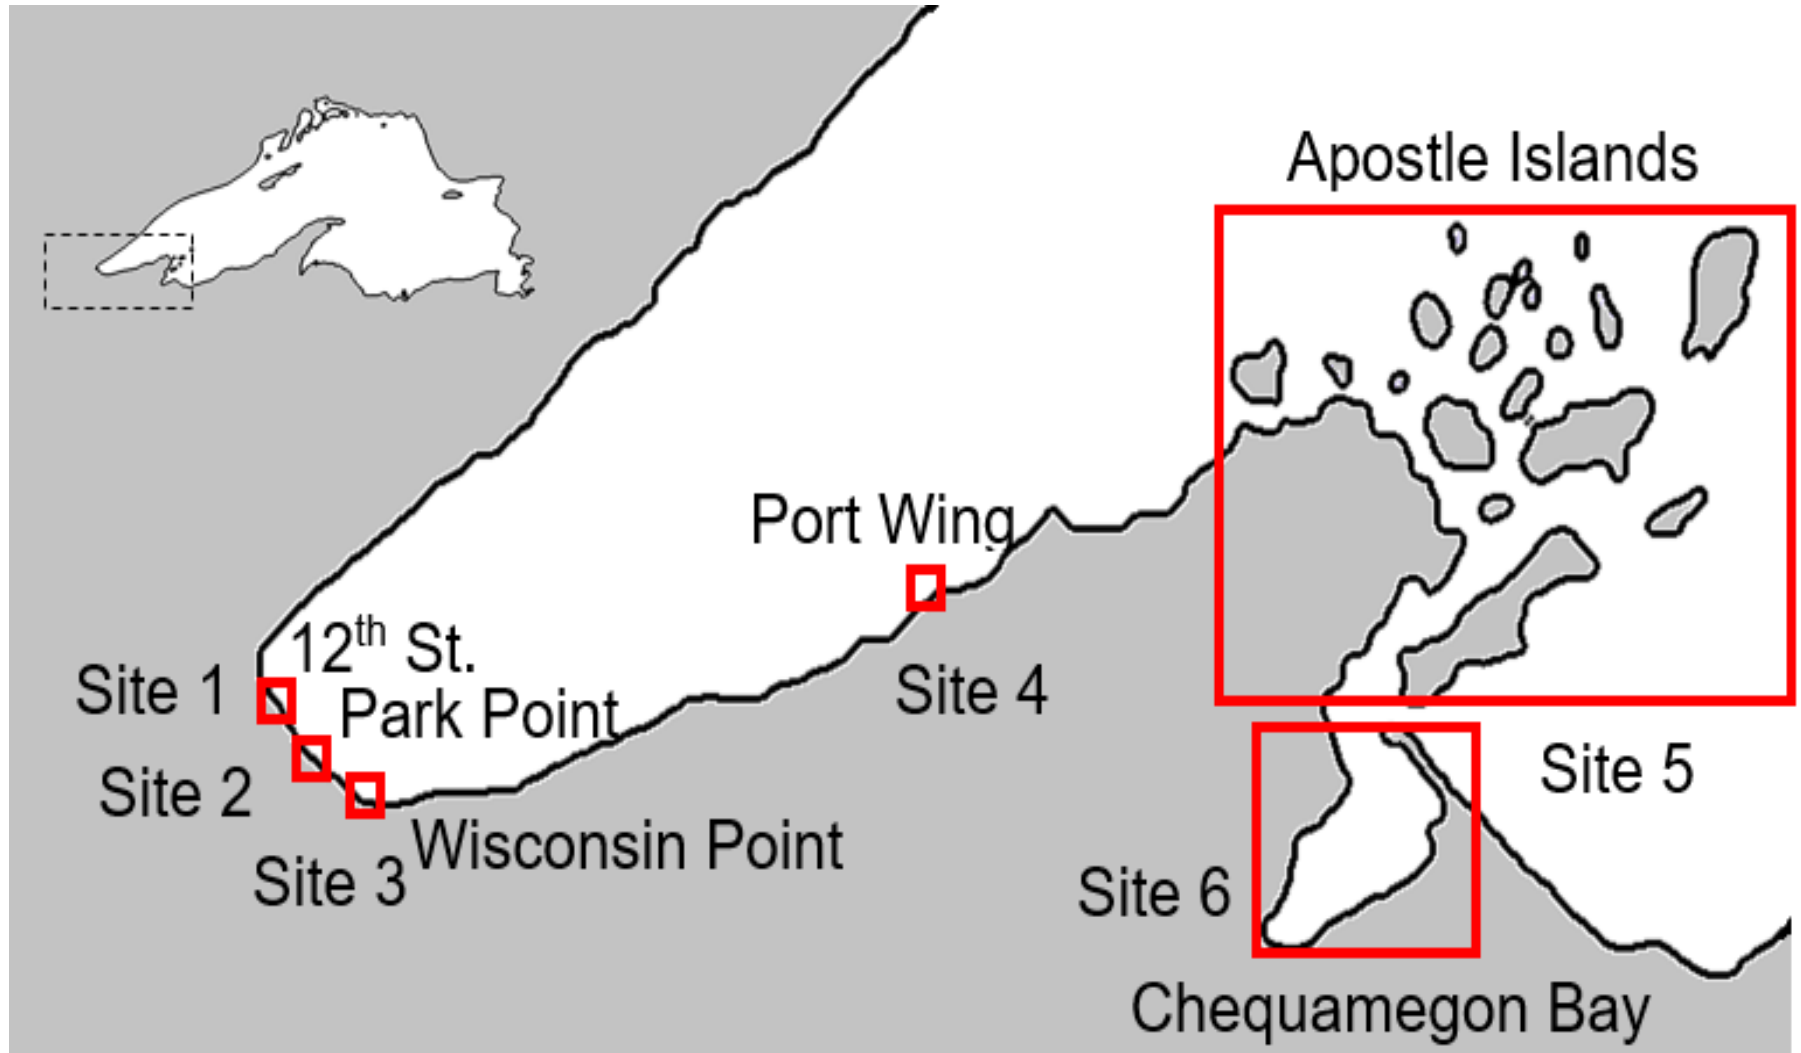 Apostle Islands
Port Wing
12th St.
Site 1
Park Point
Site 4
Site 2
Site 5
Wisconsin Point
Site 3
Site 6
Chequamegon Bay